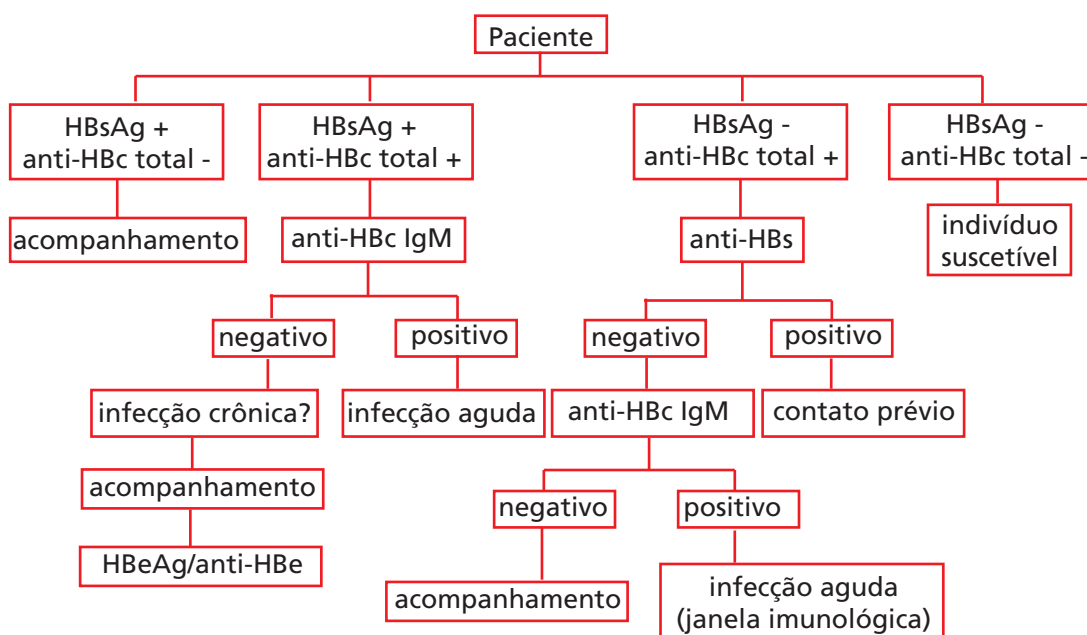 Paciente
HBsAg +
anti-HBc total -
HBsAg +
anti-HBc total +
HBsAg -
anti-HBc total +
HBsAg -
anti-HBc total -
acompanhamento
anti-HBc IgM
anti-HBs
indivíduo
suscetível
negativo
positivo
negativo
positivo
infecção crônica?
infecção aguda
anti-HBc IgM
contato prévio
acompanhamento
negativo
positivo
HBeAg/anti-HBe
acompanhamento
infecção aguda
(janela imunológica)